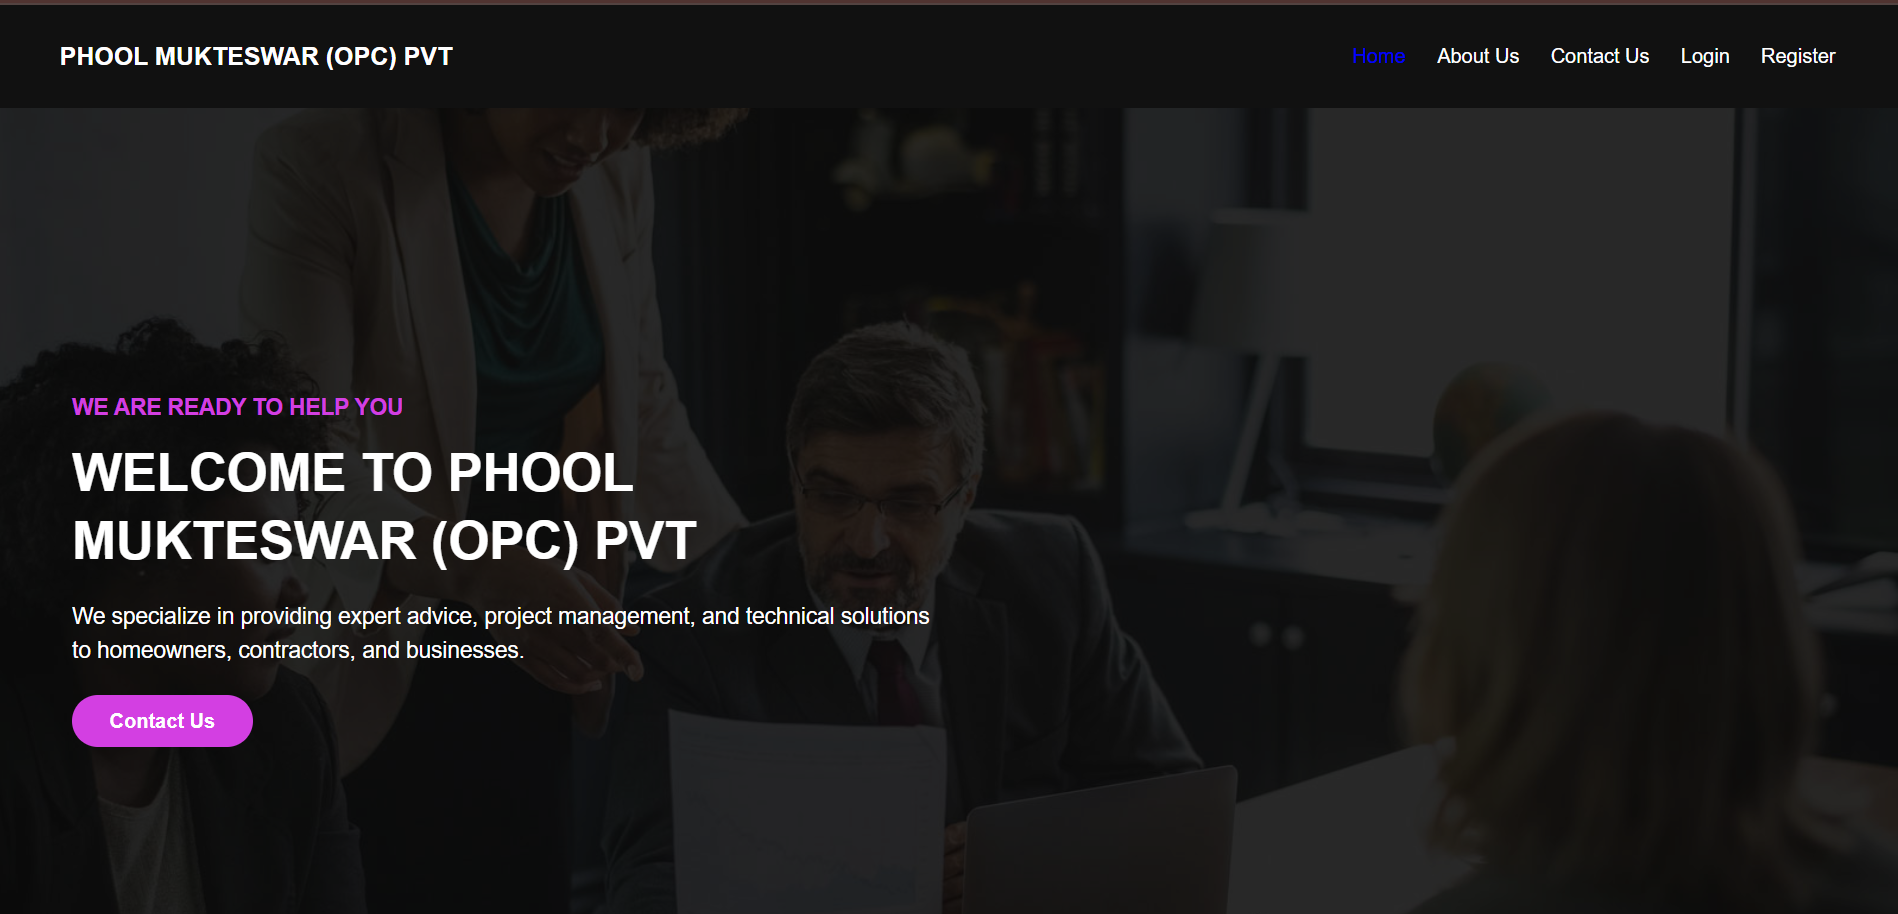 PHOOL MUKTESWAR (OPC) PVT
Home About Us Contact Us Login Register
WE ARE READY TO HELP YOU
WELCOME TO PHOOL
MUKTESWAR (OPC) PVT
We specialize in providing expert advice, project management, and technical solutions
to homeowners, contractors, and businesses.
Contact Us